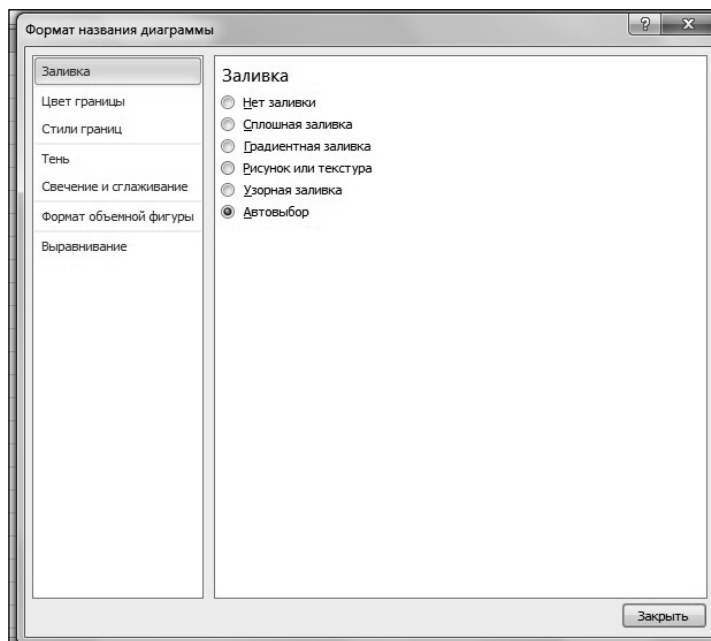 Формат названия диаграммы
Заливка
Цвет границы
Стили границ
Тень
Свечение и сглаживание
Формат объемной фигуры
Выравнивание
Заливка
Нет заливки
Сплошная заливка
Градиентная заливка
Рисунок или текстура
Узорная заливка
Автовыбор
Закрыть